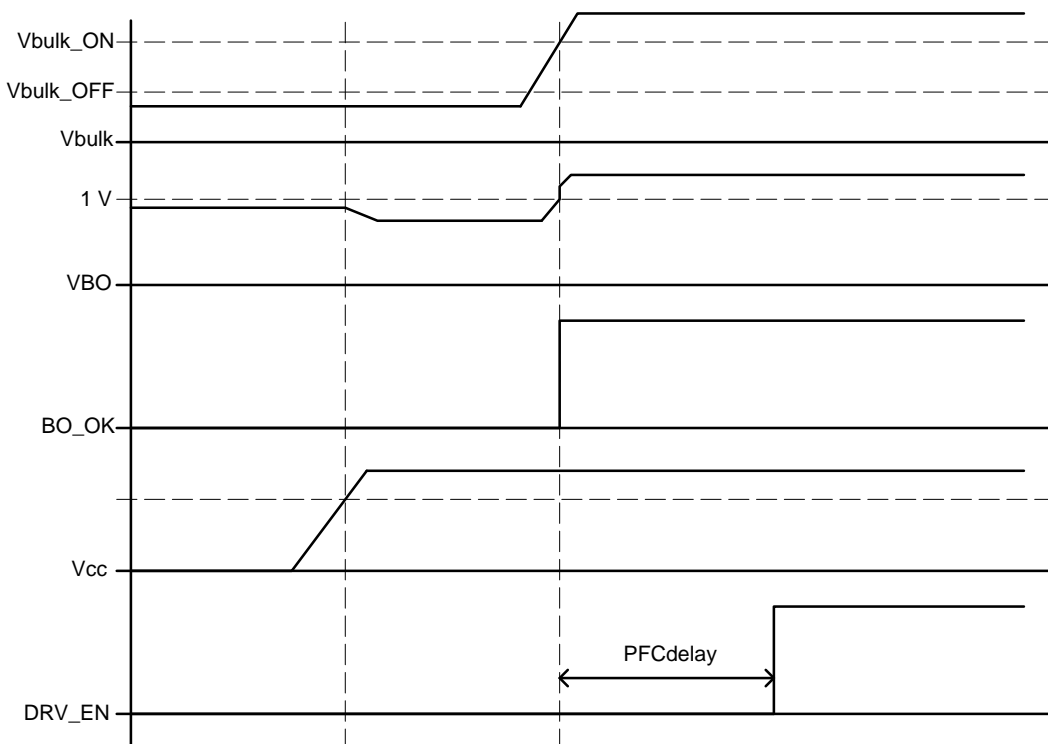 Vbulk_ON
Vbulk_OFF
Vbulk
1 V
VBO
BO_OK
Vcc
PFCdelay
DRV_EN